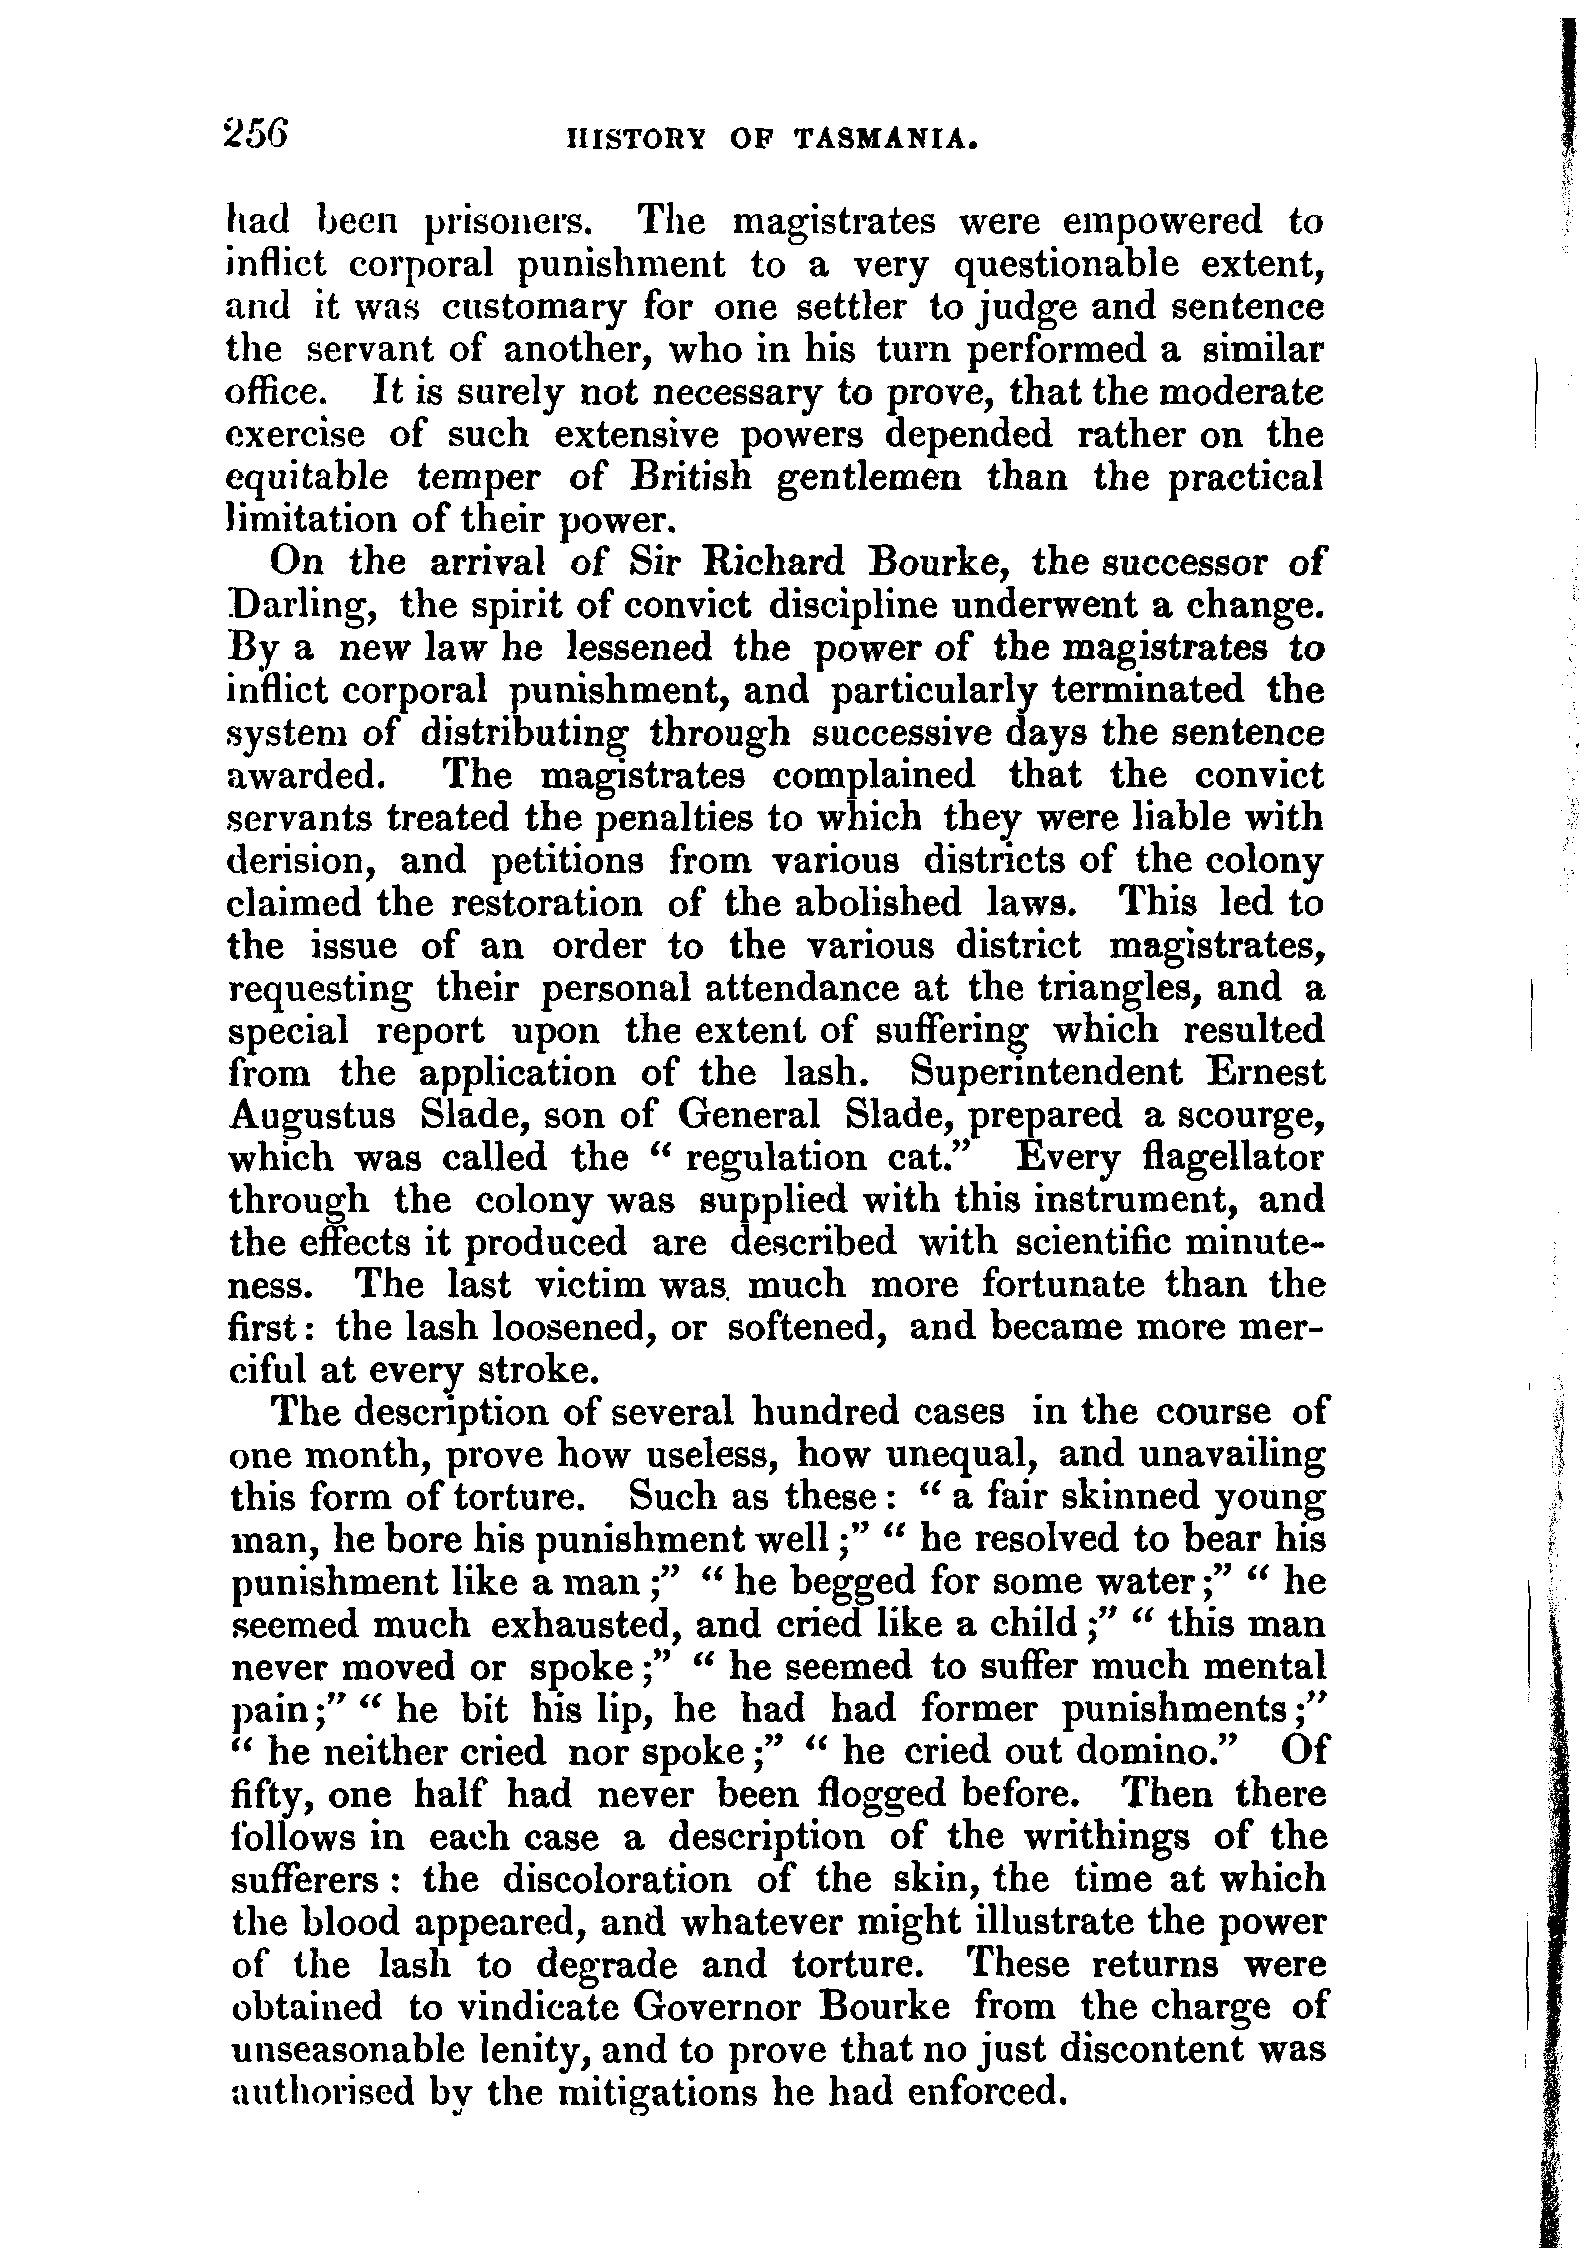 256 HISTORY OF TASMANIA.
had been prisoners. The magistrates were empowered to
inflict corporal punishment to a very questionable extent,
and it was customary for one settler to judge and sentence
the servant of another, who in his turn performed a similar
office. It is surely not necessary to prove, that the moderate
exercise of such extensive powers depended rather on the
equitable temper of British gentlemen than the practical
limitation of their power.
On the arrival of Sir Richard Bourke, the successor of
Darling, the spirit of convict discipline underwent a change.
By a new law he lessened the power of the magistrates to
inflict corporal punishment, and particularly terminated the
system of distributing through successive days the sentence
awarded. The magistrates complained that the convict
servants treated the penalties to which they were liable with
derision, and petitions from various districts of the colony
claimed the restoration of the abolished laws. This led to
the issue of an order to the various district magistrates,
requesting their personal attendance at the triangles, and a
special report upon the extent of suffering which resulted
from the application of the lash. Superintendent Ernest
Augustus Slade, son of General Slade, prepared a scourge,
which was called the “ regulation cat.” Every flagellator
through the colony was supplied with this instrument, and
the effects it produced are described with scientific minute-
ness. The last victim was much more fortunate than the
first: the lash loosened, or softened, and became more mer-
ciful at every stroke.
The description of several hundred cases in the course of
one month, prove how useless, how unequal, and unavailing
this form of torture. Such as these : “ a fair skinned young
man, he bore his punishment well ;” “ he resolved to bear his
punishment like a man ;” “ he begged for some water ;” “ he
seemed much exhausted, and cried like a child ;” “ this man
never moved or spoke ;” “ he seemed to suffer much mental
pain ;” “ he bit his lip, he had had former punishments ;”
“ he neither cried nor spoke ;” “ he cried out domino.” Of
fifty, one half had never been flogged before. Then there
follows in each case a description of the writhings of the
sufferers : the discoloration of the skin, the time at which
the blood appeared, and whatever might illustrate the power
of the lash to degrade and torture. These returns were
obtained to vindicate Governor Bourke from the charge of
unseasonable lenity, and to prove that no just discontent was
authorised by the mitigations he had enforced.